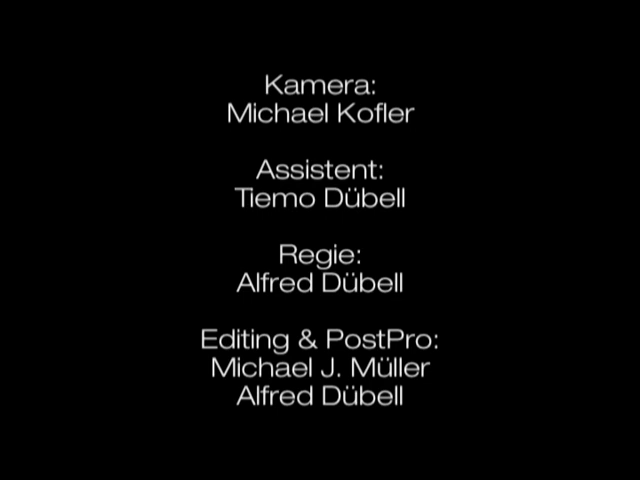 Kamera:
Michael Kofler
Assistent:
Tiemo Dübell
Regie:
Alfred Dübell
Editing & PostPro:
Michael J. Müller
Alfred Dübell